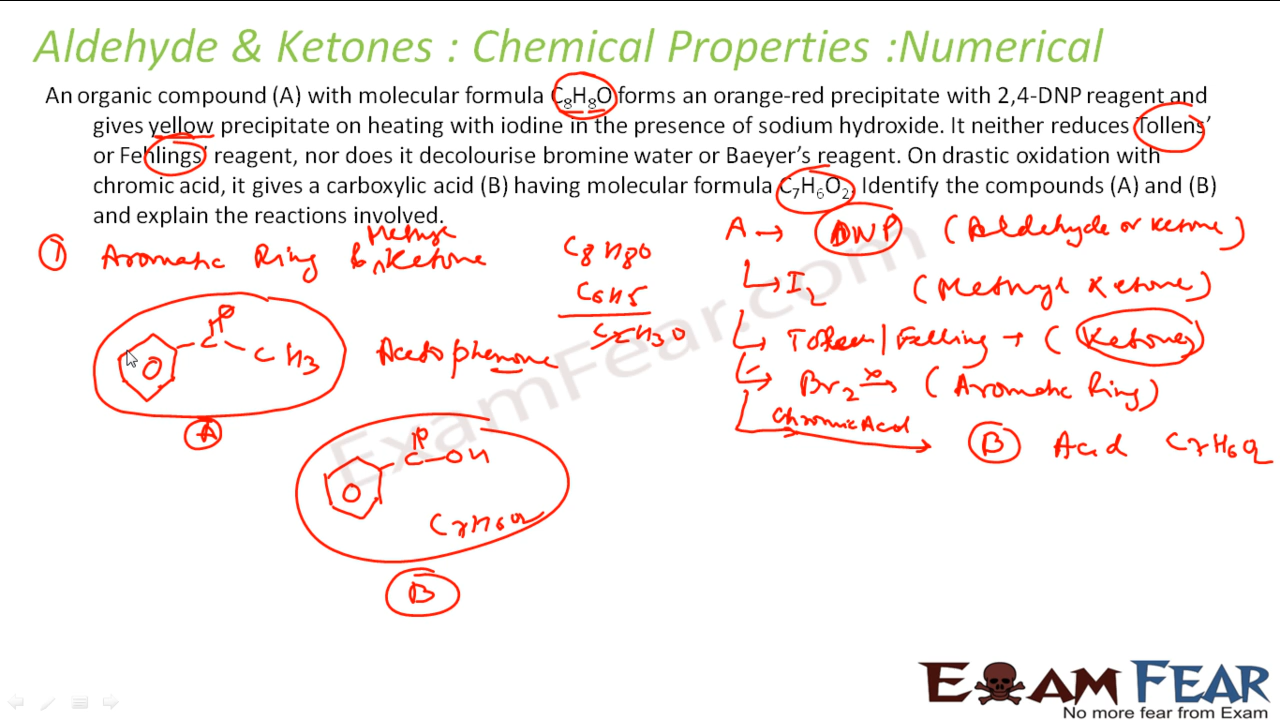 Aldehyde & Ketones : Chemical Properties :Numerical
An organic compound (A) with molecular formula C₈H₈O forms an orange-red precipitate with 2,4-DNP reagent and
gives yellow precipitate on heating with iodine in the presence of sodium hydroxide. It neither reduces Tollens'
or Fehlings' reagent, nor does it decolourise bromine water or Baeyer's reagent. On drastic oxidation with
chromic acid, it gives a carboxylic acid (B) having molecular formula C₇H₆O₂. Identify the compounds (A) and (B)
and explain the reactions involved.
A → DNP (Aldehyde or Ketone)
① Aromatic Ring & Methyl Ketone
C8H8O
C6H5
C2H3O
I2 (Methyl Ketone)
Tollen / Felling → (Ketones)
Br2 x→ (Aromatic Ring)
Chromic Acid
B Acid C7H6O2
O
C CH3
Acetophenone
A
O
C-OH
C7H6O2
B
ExamFear.com
EXAM FEAR
No more fear from Exam